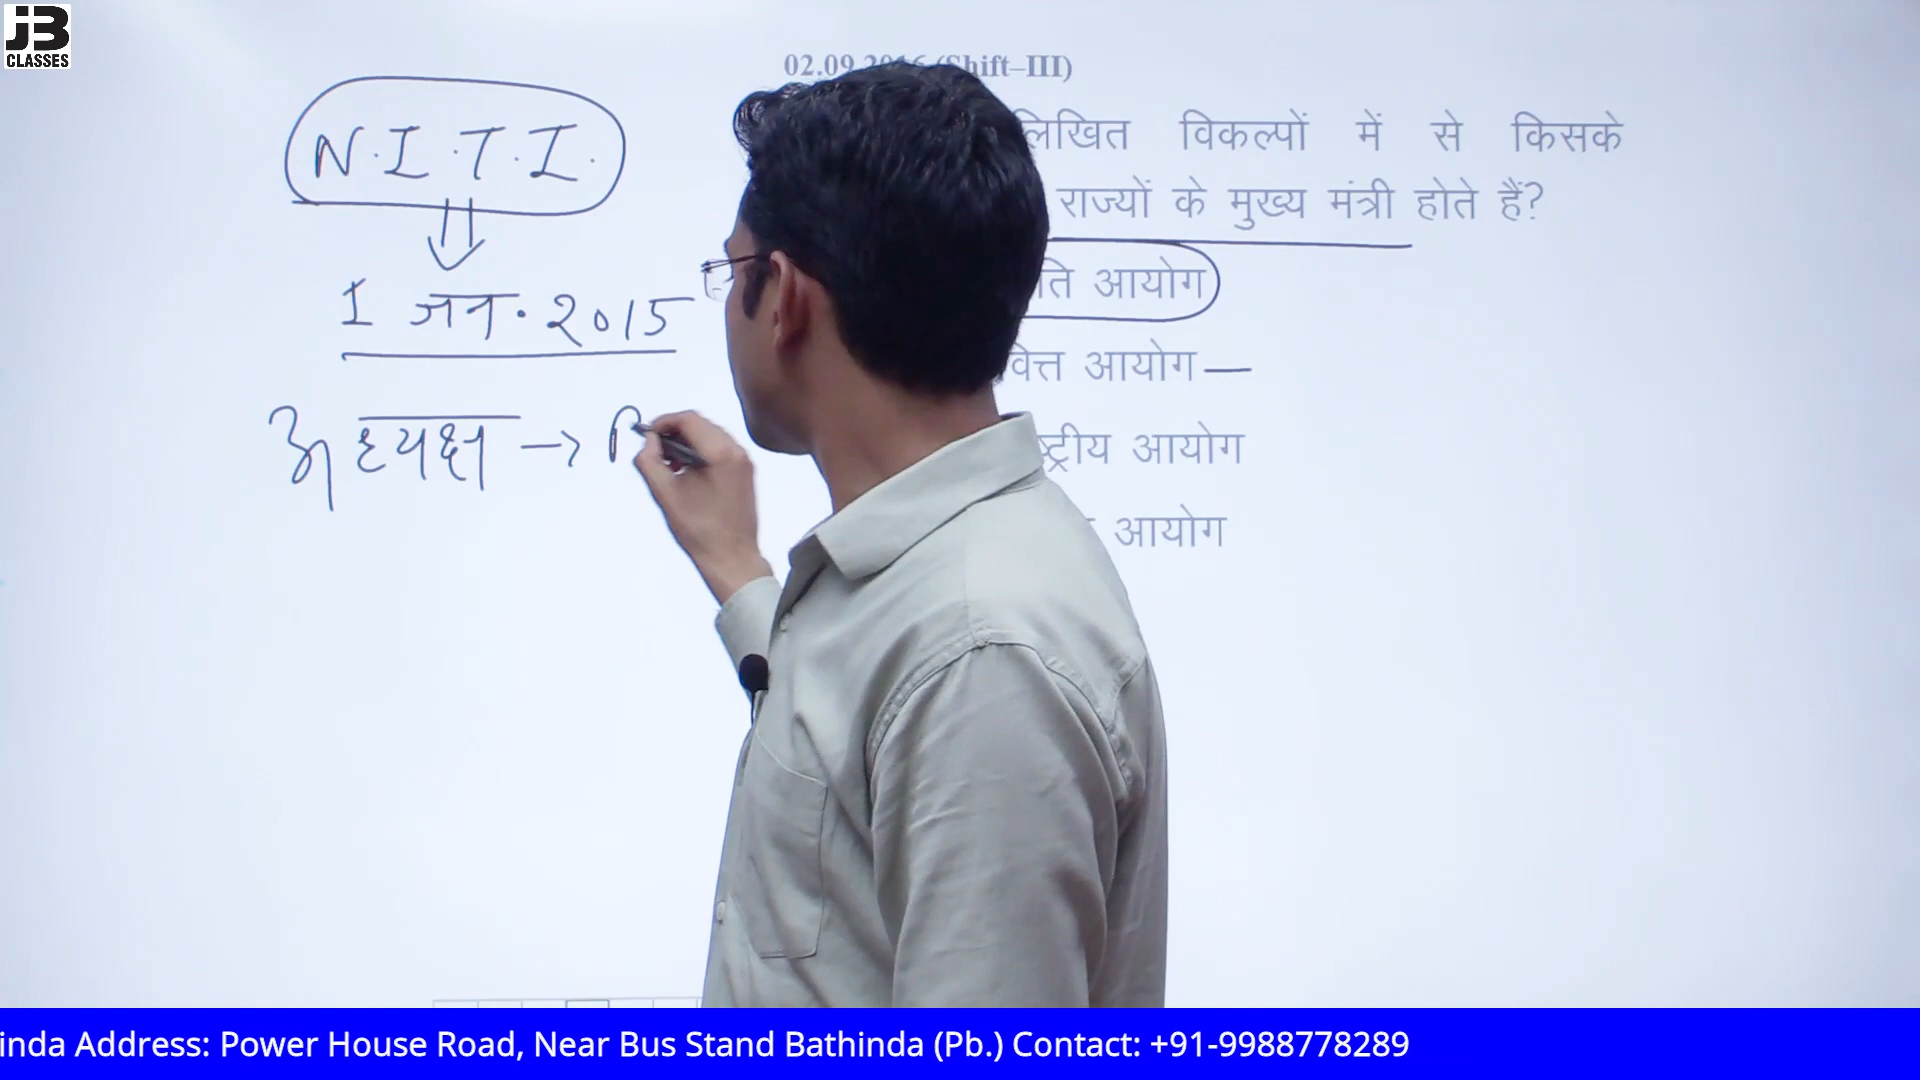 JB
CLASSES
02.09.2016 (Shift–III)
N.I.T.I.
विकल्पों में से किसके
राज्यों के मुख्य मंत्री होते हैं?
आयोग
1 जन. 2015
वित्त आयोग
अध्यक्ष →
आयोग
आयोग
Address: Power House Road, Near Bus Stand Bathinda (Pb.) Contact: +91-9988778289